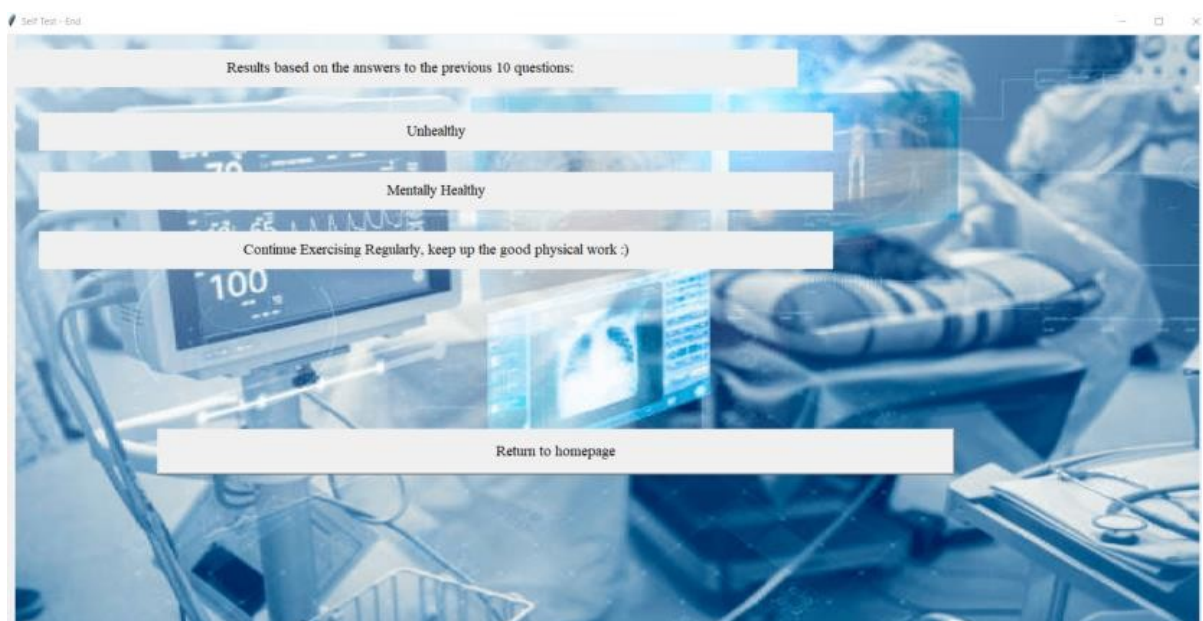 Self Test - End
Results based on the answers to the previous 10 questions:
Unhealthy
Mentally Healthy
Continue Exercising Regularly, keep up the good physical work :)
100
Return to homepage